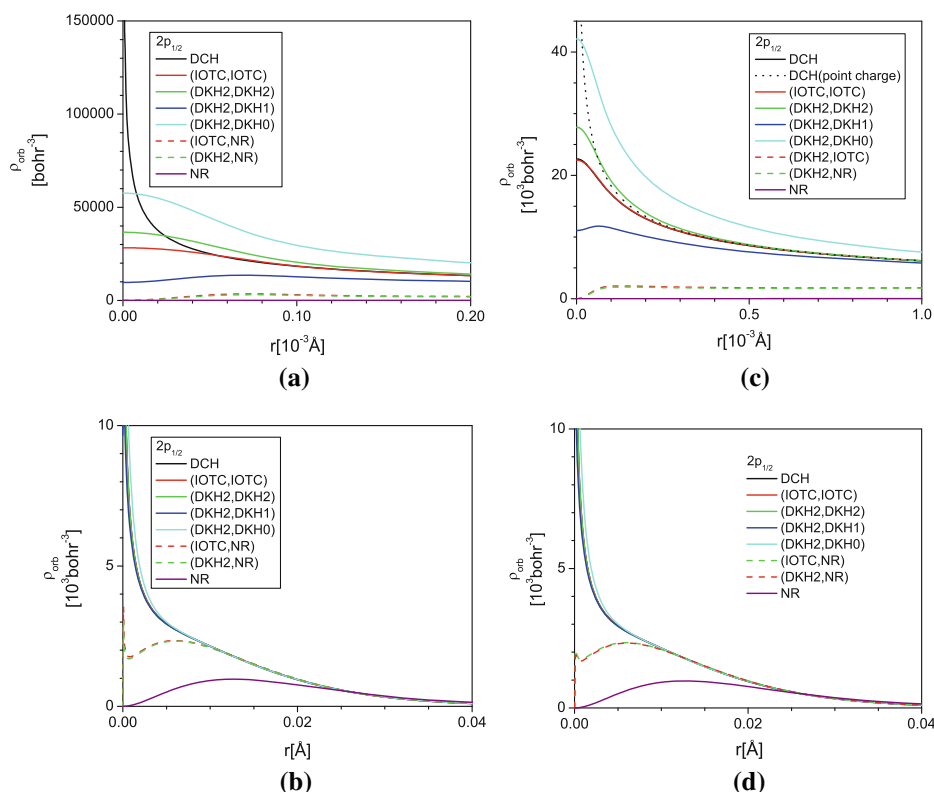 150000
100000
50000
0
ρorb
[bohr-3]
2p1/2
DCH
(IOTC,IOTC)
(DKH2,DKH2)
(DKH2,DKH1)
(DKH2,DKH0)
(IOTC,NR)
(DKH2,NR)
NR
0.00 0.10 0.20
r[10-3Å]
(a)
40
20
0
ρorb
[103bohr-3]
2p1/2
DCH
DCH(point charge)
(IOTC,IOTC)
(DKH2,DKH2)
(DKH2,DKH1)
(DKH2,DKH0)
(DKH2,IOTC)
(DKH2,NR)
NR
0.0 0.5 1.0
r[10-3Å]
(c)
10
5
0
ρorb
[103bohr-3]
2p1/2
DCH
(IOTC,IOTC)
(DKH2,DKH2)
(DKH2,DKH1)
(DKH2,DKH0)
(IOTC,NR)
(DKH2,NR)
NR
0.00 0.02 0.04
r[Å]
(b)
10
5
0
ρorb
[103bohr-3]
2p1/2
DCH
(IOTC,IOTC)
(DKH2,DKH2)
(DKH2,DKH1)
(DKH2,DKH0)
(IOTC,NR)
(DKH2,NR)
NR
0.00 0.02 0.04
r[Å]
(d)